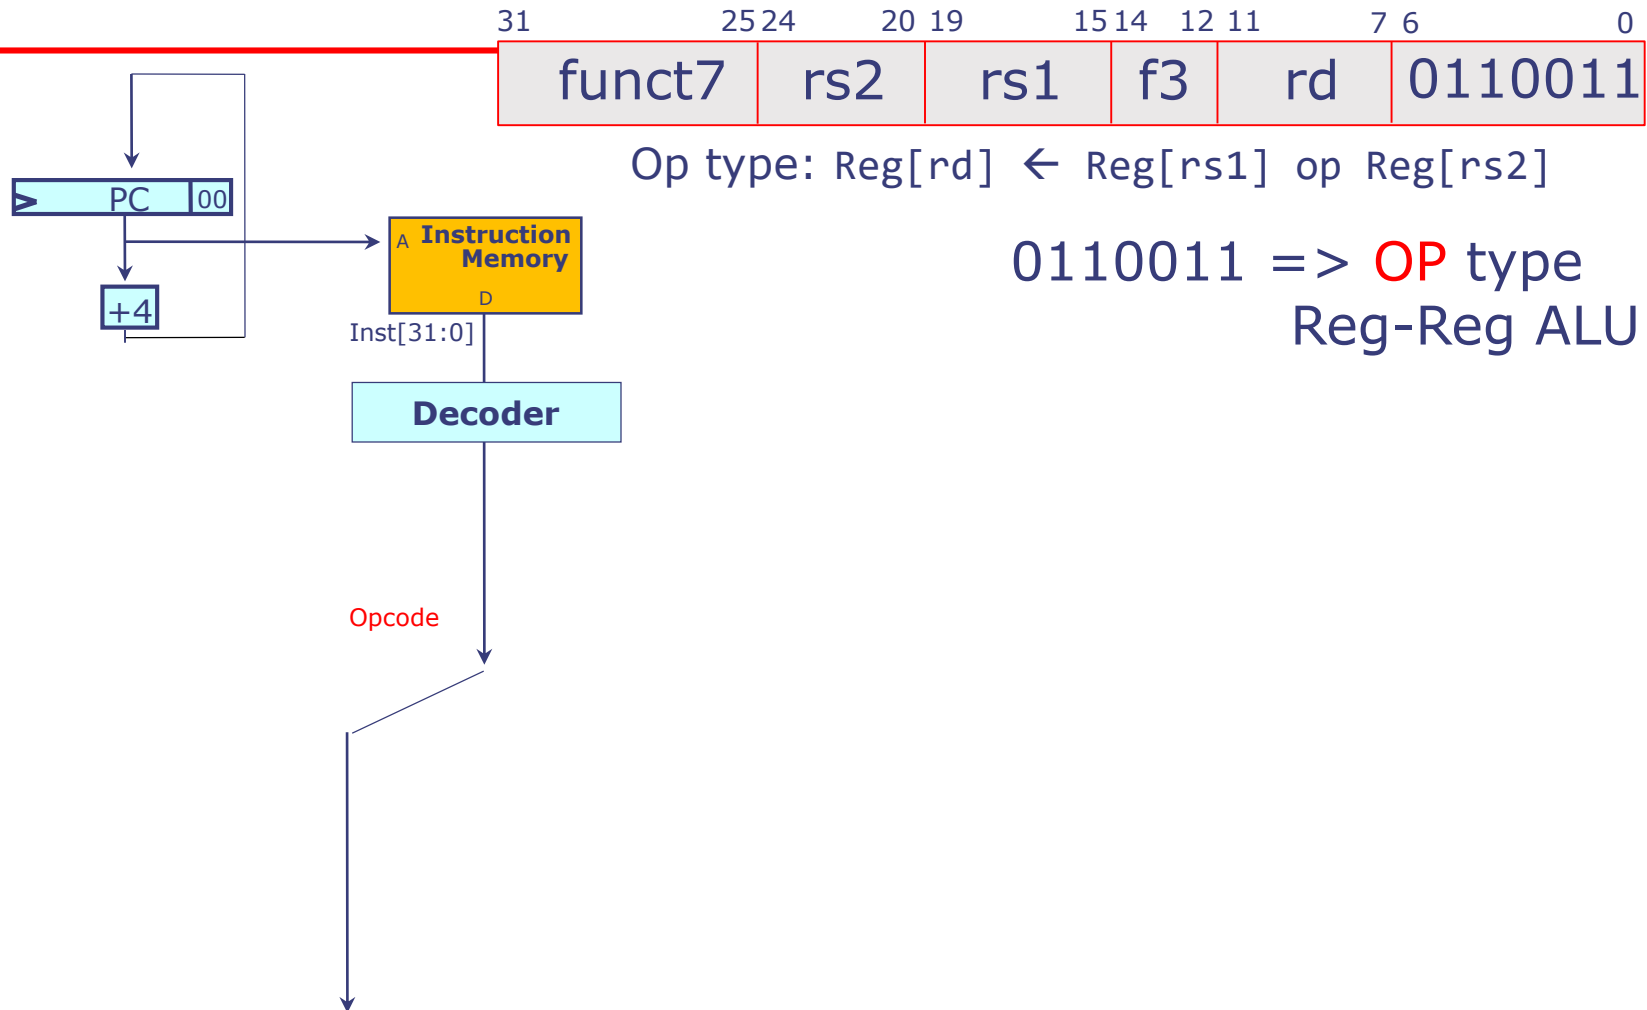 31 25 24 20 19 15 14 12 11 7 6 0
funct7 rs2 rs1 f3 rd 0110011
Op type: Reg[rd] ← Reg[rs1] op Reg[rs2]
PC 00
A Instruction
Memory
D
0110011 => OP type
Reg-Reg ALU
+4
Inst[31:0]
Decoder
Opcode